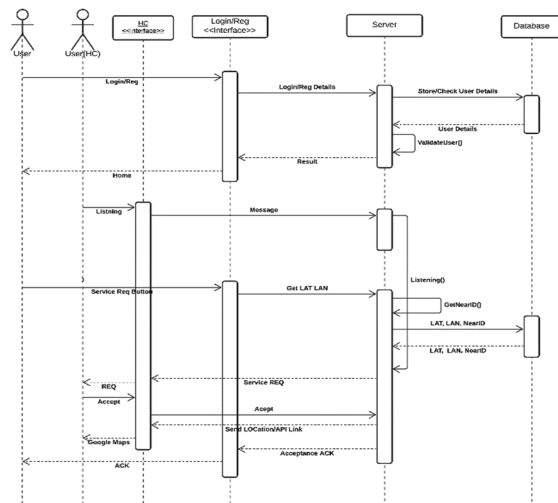 HC
<<Interface>>
Login/Reg
<<Interface>>
Server
Database
User
User(HC)
Login/Reg
Login/Reg Details
Store/Check User Details
User Details
ValidateUser()
Result
Home
Listning
Message
Listening()
Service Req Button
Get LAT LAN
GetNearID()
LAT, LAN, NearID
LAT, LAN, NearID
Service REQ
REQ
Accept
Acept
Send LOCation/API Link
Google Maps
Acceptance ACK
ACK